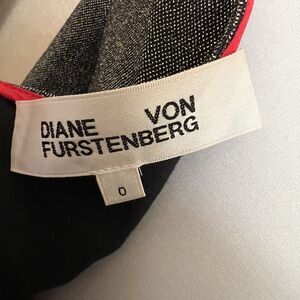 DIANE VON
FURSTENBERG
0